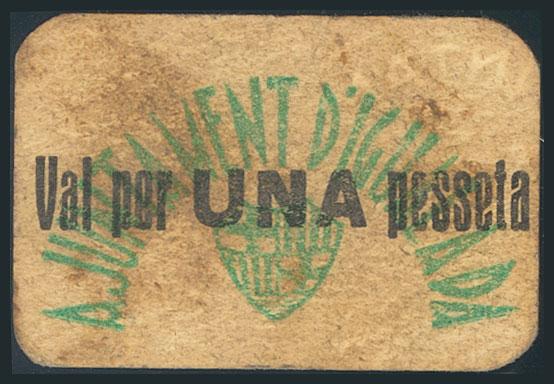 AJUNTAMENT D'IGUALADA
Val per UNA pesseta